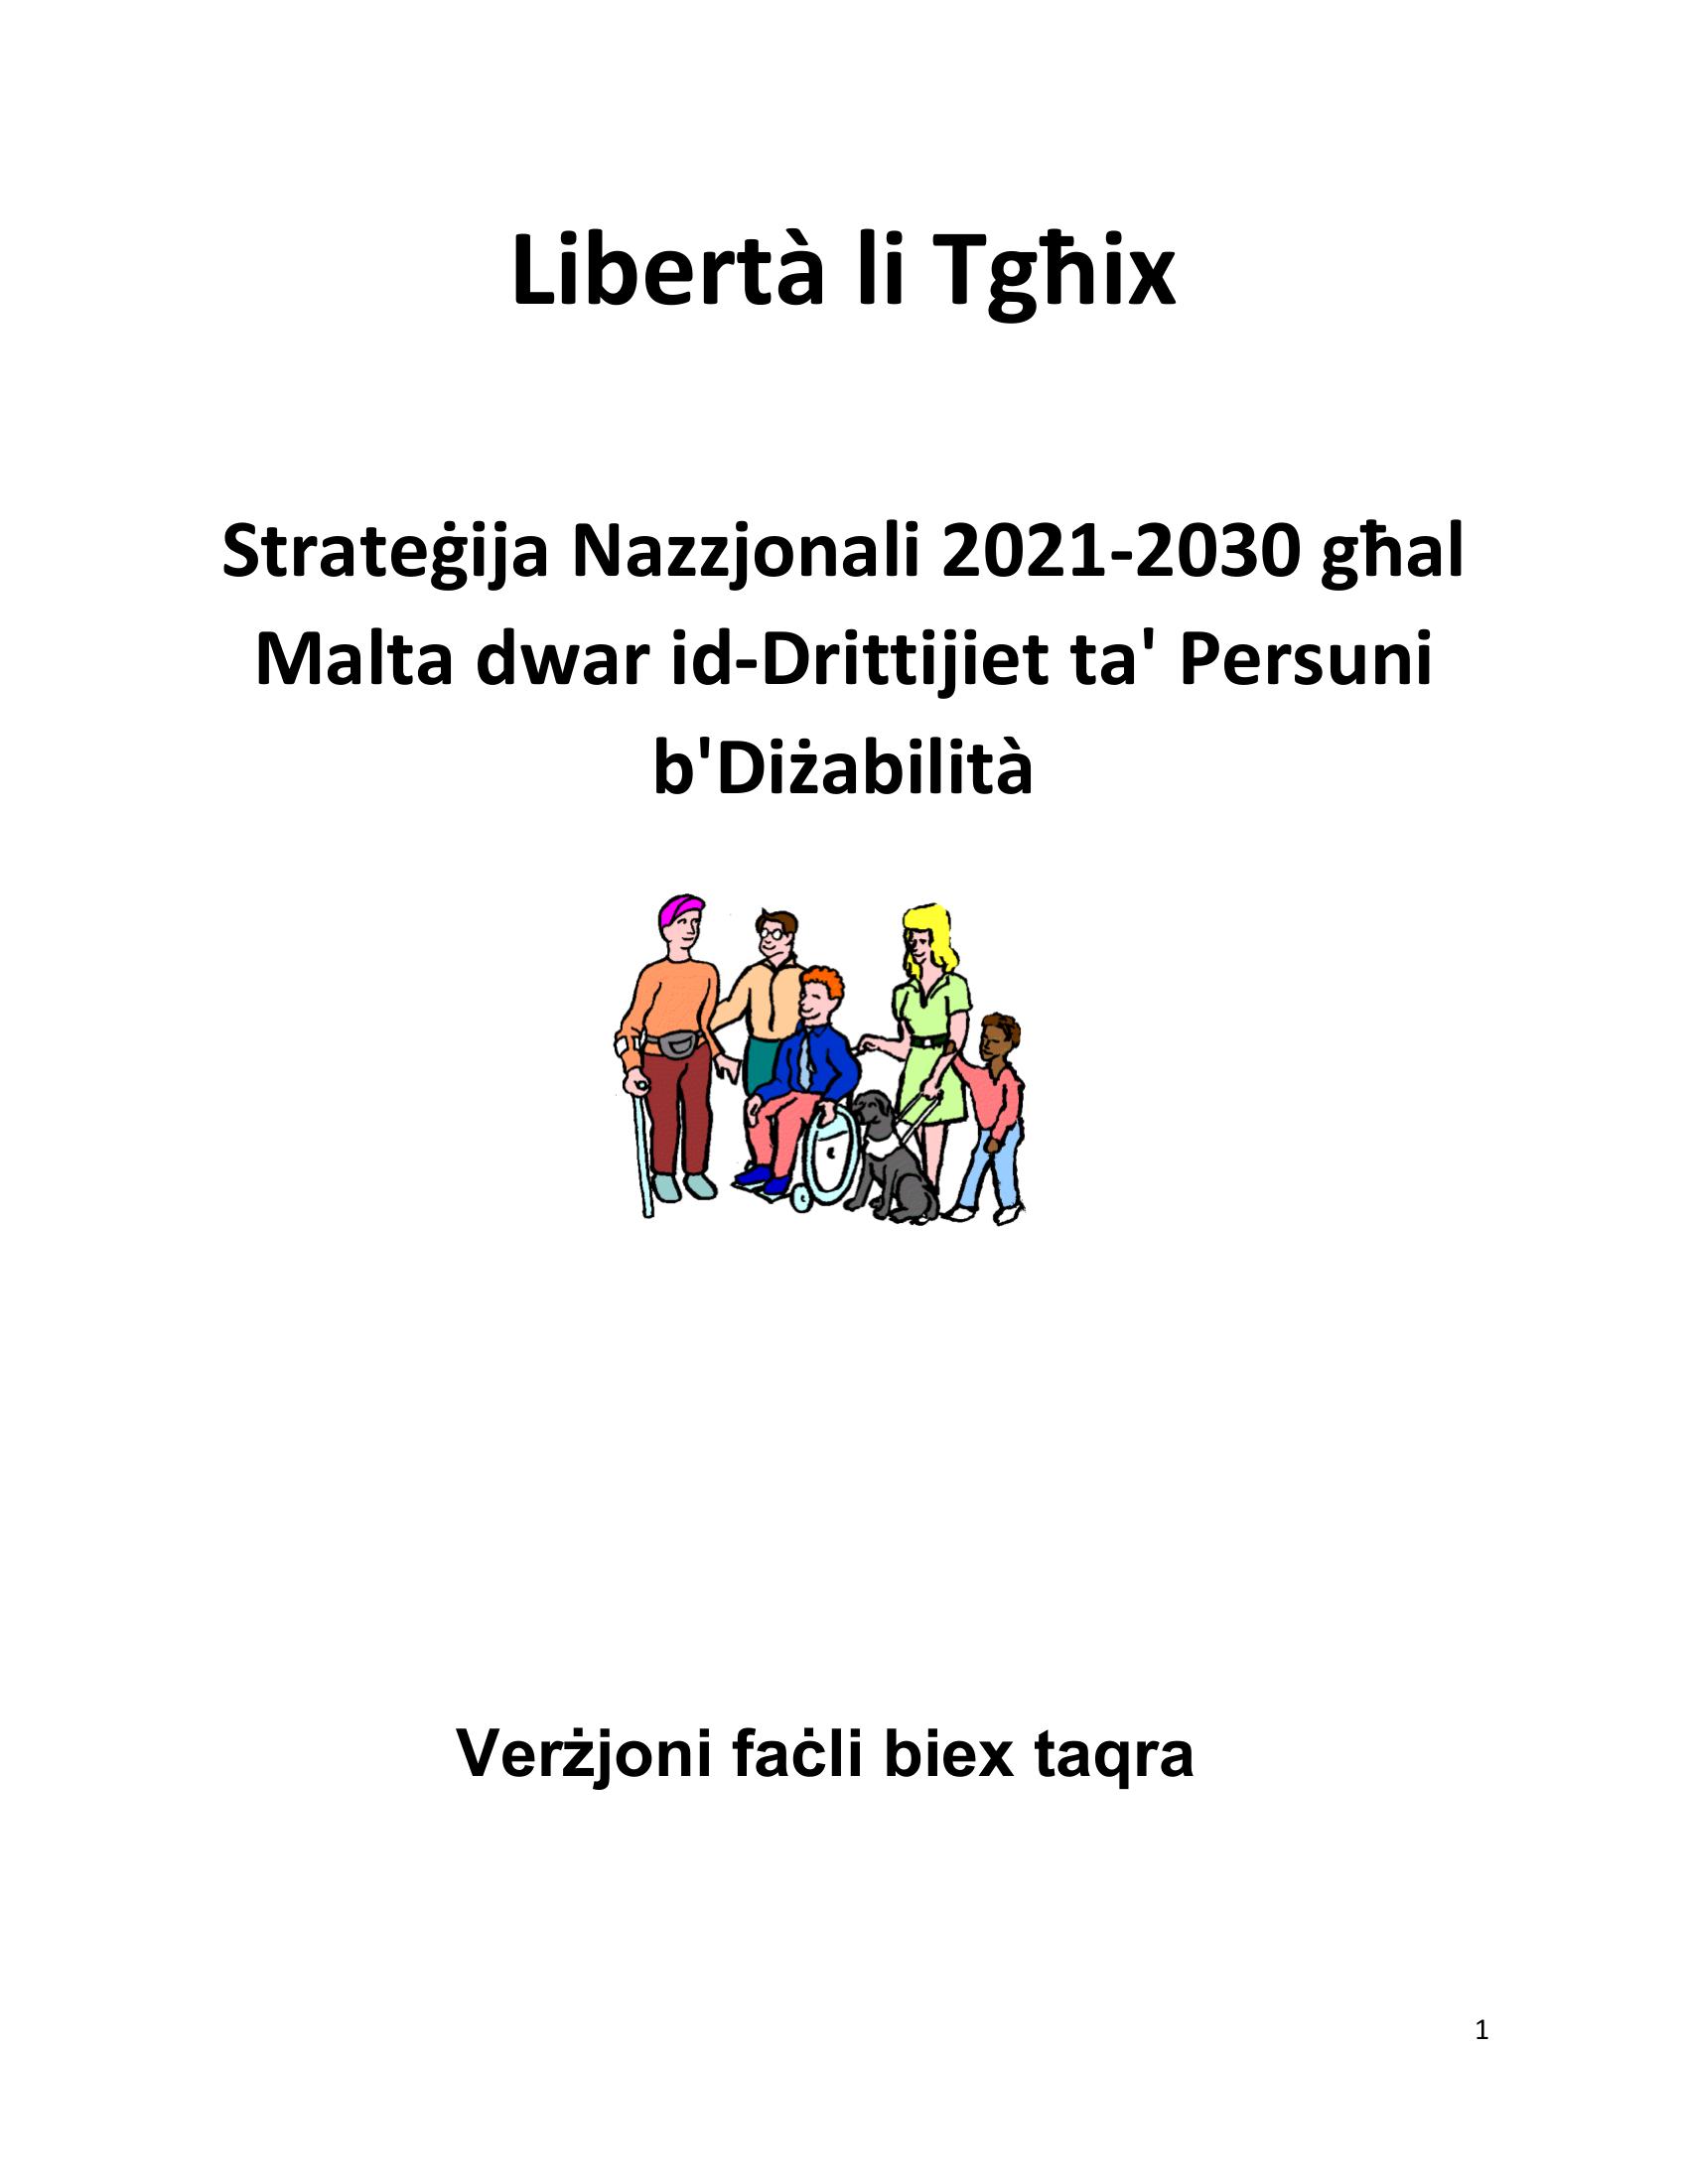 Libertà li Tgħix
Strateġija Nazzjonali 2021-2030 għal
Malta dwar id-Drittijiet ta' Persuni
b'Diżabilità
Verżjoni faċli biex taqra
1